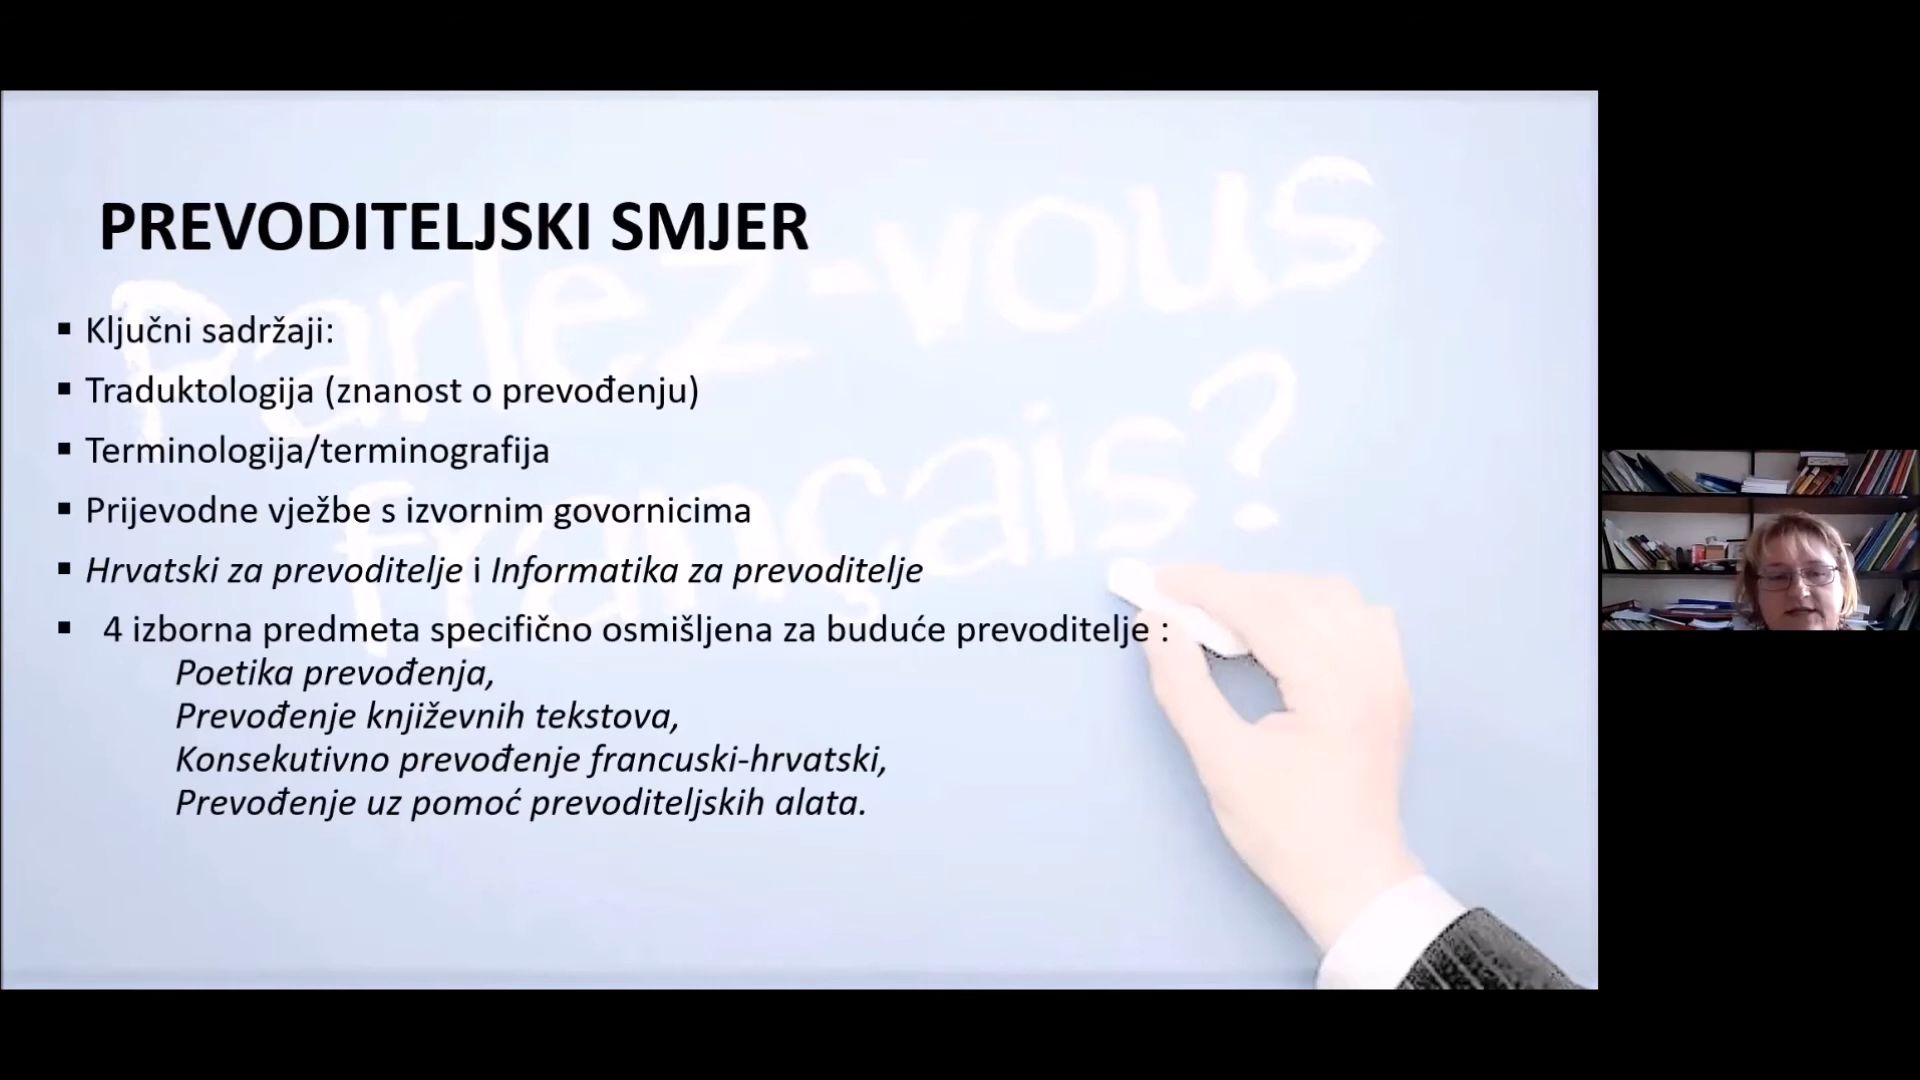 PREVODITELJSKI SMJER
Parlez-vous
français?
▪ Ključni sadržaji:
▪ Traduktologija (znanost o prevođenju)
▪ Terminologija/terminografija
▪ Prijevodne vježbe s izvornim govornicima
▪ Hrvatski za prevoditelje i Informatika za prevoditelje
▪ 4 izborna predmeta specifično osmišljena za buduće prevoditelje :
Poetika prevođenja,
Prevođenje književnih tekstova,
Konsekutivno prevođenje francuski-hrvatski,
Prevođenje uz pomoć prevoditeljskih alata.